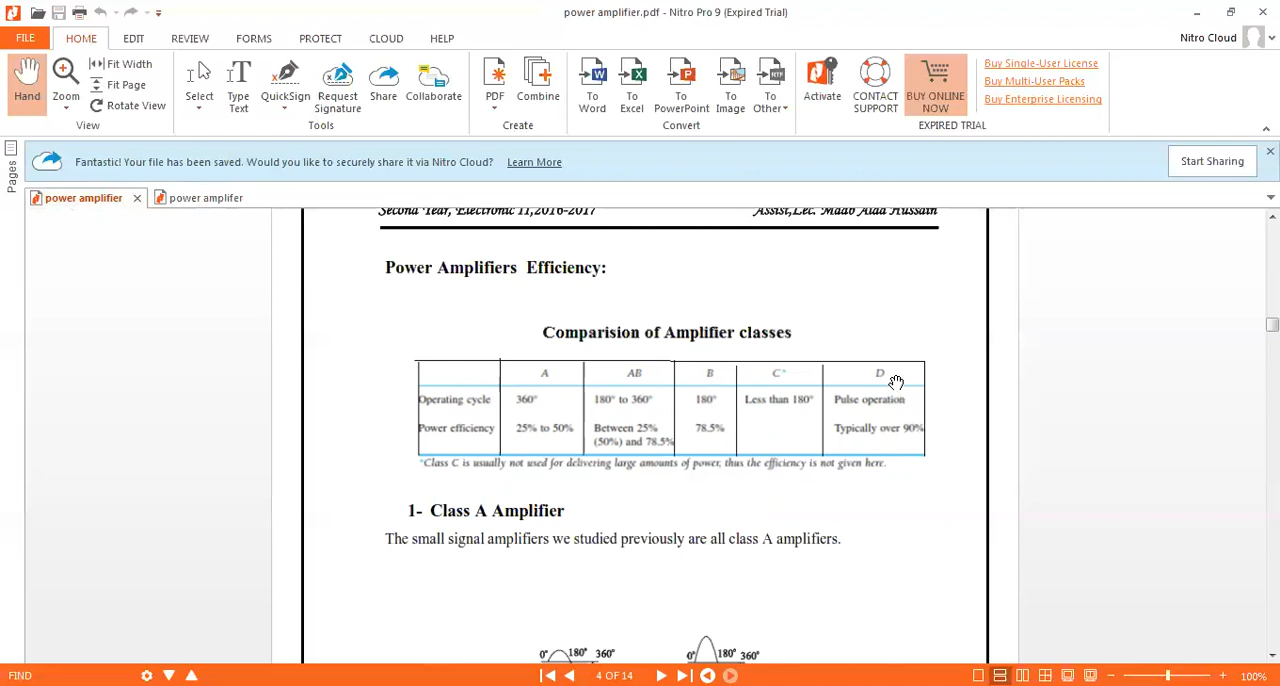 power amplifier.pdf - Nitro Pro 9 (Expired Trial)
FILE HOME EDIT REVIEW FORMS PROTECT CLOUD HELP Nitro Cloud
Hand Zoom Fit Width Fit Page Rotate View Select Type Text QuickSign Request Signature Share Collaborate PDF Combine To Word To Excel To PowerPoint To Image To Other Activate CONTACT SUPPORT BUY ONLINE NOW
Buy Single-User License
Buy Multi-User Packs
Buy Enterprise Licensing
View Tools Create Convert EXPIRED TRIAL
Pages
Fantastic! Your file has been saved. Would you like to securely share it via Nitro Cloud? Learn More Start Sharing
power amplifier power amplifer
Second Year, Electronic II,2016-2017 Assist,Lec. Maab Alaa Hussain
Power Amplifiers Efficiency:
Comparision of Amplifier classes
A AB B C* D
Operating cycle 360° 180° to 360° 180° Less than 180° Pulse operation
Power efficiency 25% to 50% Between 25% 78.5% Typically over 90%
(50%) and 78.5%
*Class C is usually not used for delivering large amounts of power, thus the efficiency is not given here.
1- Class A Amplifier
The small signal amplifiers we studied previously are all class A amplifiers.
0° 180° 360° 0° 180° 360°
FIND 4 OF 14 100%